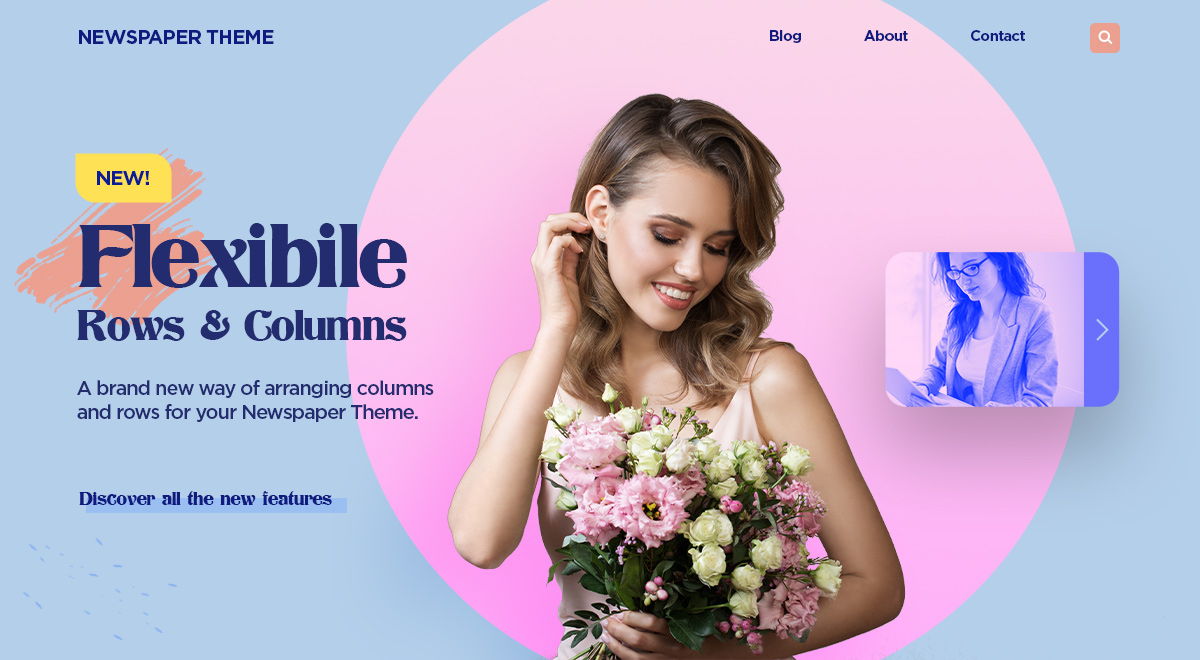 NEWSPAPER THEME
Blog About Contact
NEW!
Flexibile
Rows & Columns
A brand new way of arranging columns
and rows for your Newspaper Theme.
Discover all the new features